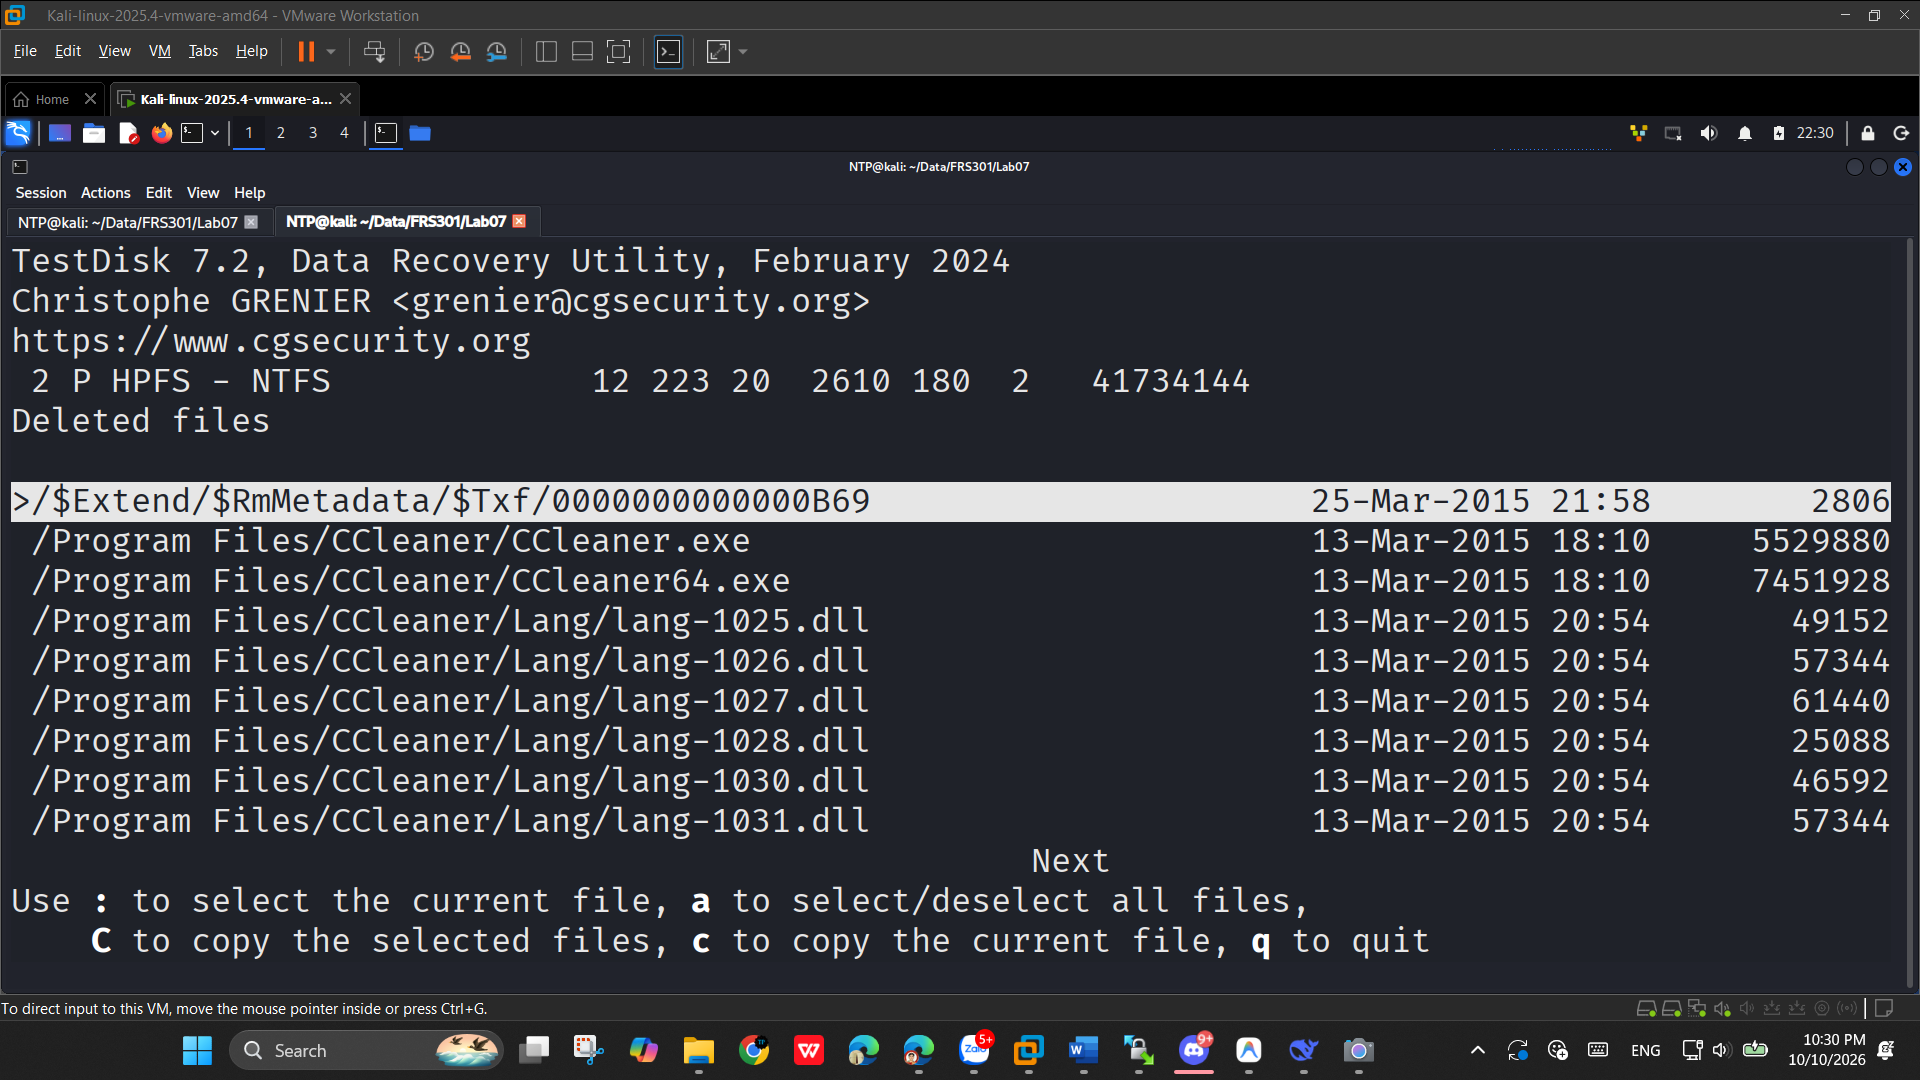 Kali-linux-2025.4-vmware-amd64 - VMware Workstation
File Edit View VM Tabs Help
Home Kali-linux-2025.4-vmware-a...
1 2 3 4 22:30
NTP@kali: ~/Data/FRS301/Lab07
Session Actions Edit View Help
NTP@kali: ~/Data/FRS301/Lab07 NTP@kali: ~/Data/FRS301/Lab07
TestDisk 7.2, Data Recovery Utility, February 2024
Christophe GRENIER <grenier@cgsecurity.org>
https://www.cgsecurity.org
2 P HPFS - NTFS 12 223 20 2610 180 2 41734144
Deleted files
>/$Extend/$RmMetadata/$Txf/0000000000000B69 25-Mar-2015 21:58 2806
/Program Files/CCleaner/CCleaner.exe 13-Mar-2015 18:10 5529880
/Program Files/CCleaner/CCleaner64.exe 13-Mar-2015 18:10 7451928
/Program Files/CCleaner/Lang/lang-1025.dll 13-Mar-2015 20:54 49152
/Program Files/CCleaner/Lang/lang-1026.dll 13-Mar-2015 20:54 57344
/Program Files/CCleaner/Lang/lang-1027.dll 13-Mar-2015 20:54 61440
/Program Files/CCleaner/Lang/lang-1028.dll 13-Mar-2015 20:54 25088
/Program Files/CCleaner/Lang/lang-1030.dll 13-Mar-2015 20:54 46592
/Program Files/CCleaner/Lang/lang-1031.dll 13-Mar-2015 20:54 57344
Next
Use : to select the current file, a to select/deselect all files,
C to copy the selected files, c to copy the current file, q to quit
To direct input to this VM, move the mouse pointer inside or press Ctrl+G.
Search TP W Zalo 5+ W 9+ ENG 10:30 PM
10/10/2026